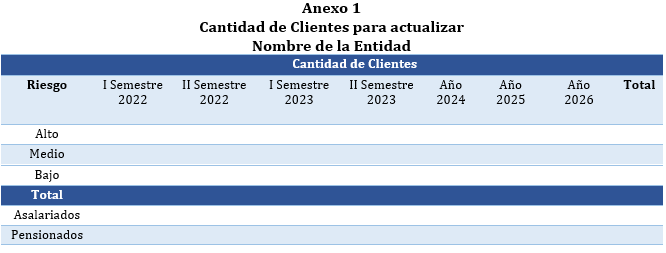 Anexo 1
Cantidad de Clientes para actualizar
Nombre de la Entidad
Cantidad de Clientes
Riesgo I Semestre II Semestre I Semestre II Semestre Año Año Año Total
2022 2022 2023 2023 2024 2025 2026
Alto
Medio
Bajo
Total
Asalariados
Pensionados